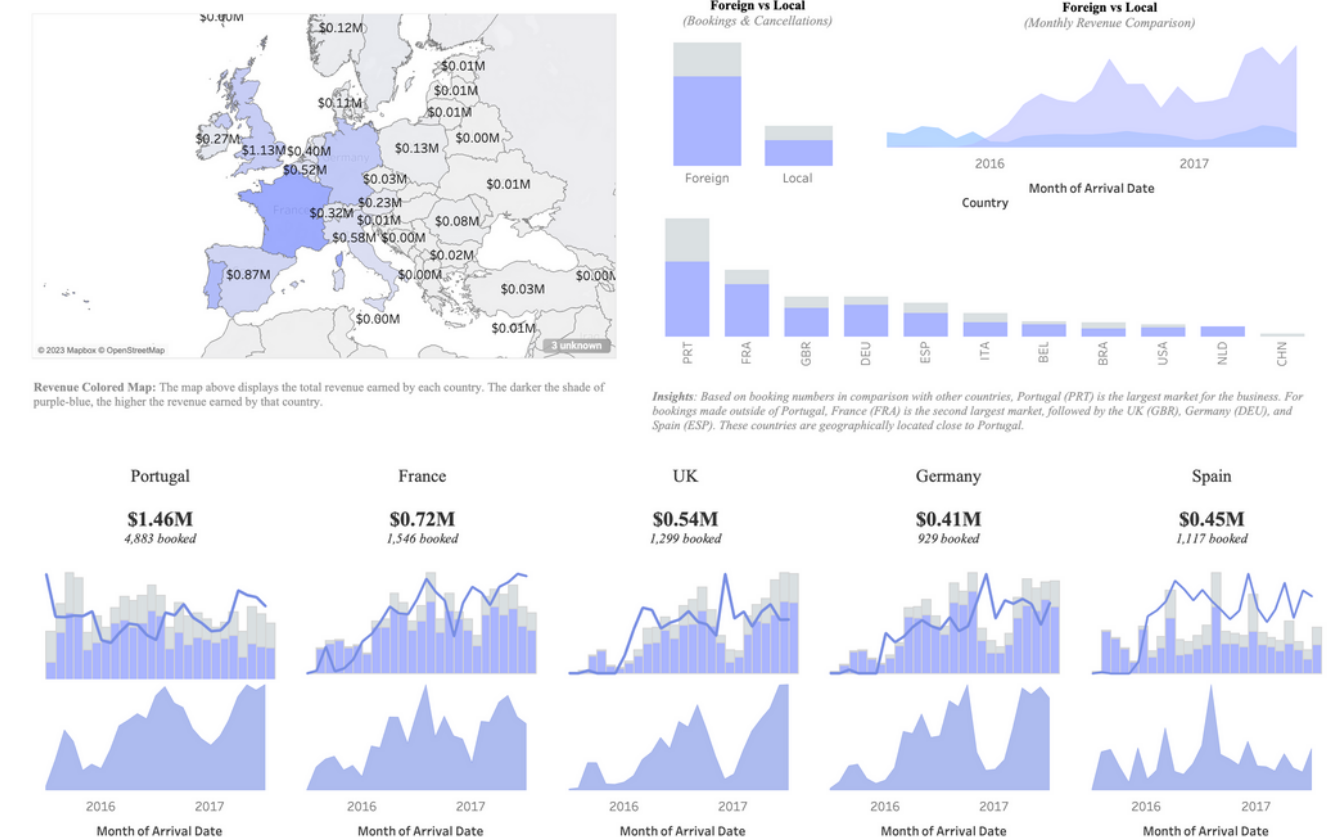 $0.12M
$0.01M
$0.01M
$0.11M
$0.01M
$0.27M
$0.00M
$1.13M
$0.40M
Germany
$0.13M
$0.52M
$0.03M
$0.01M
France
$0.32M
$0.23M
$0.01M
$0.08M
$0.58M
$0.00M
$0.02M
$0.87M
$0.00M
$0.03M
$0.00M
$0.01M
© 2023 Mapbox © OpenStreetMap
3 unknown
Revenue Colored Map: The map above displays the total revenue earned by each country. The darker the shade of
purple-blue, the higher the revenue earned by that country.
Foreign vs Local
(Bookings & Cancellations)
Foreign
Local
Foreign vs Local
(Monthly Revenue Comparison)
2016
2017
Month of Arrival Date
Country
PRT
FRA
GBR
DEU
ESP
ITA
BEL
BRA
USA
NLD
CHN
Insights: Based on booking numbers in comparison with other countries, Portugal (PRT) is the largest market for the business. For
bookings made outside of Portugal, France (FRA) is the second largest market, followed by the UK (GBR), Germany (DEU), and
Spain (ESP). These countries are geographically located close to Portugal.
Portugal
$1.46M
4,883 booked
2016
2017
Month of Arrival Date
France
$0.72M
1,546 booked
2016
2017
Month of Arrival Date
UK
$0.54M
1,299 booked
2016
2017
Month of Arrival Date
Germany
$0.41M
929 booked
2016
2017
Month of Arrival Date
Spain
$0.45M
1,117 booked
2016
2017
Month of Arrival Date